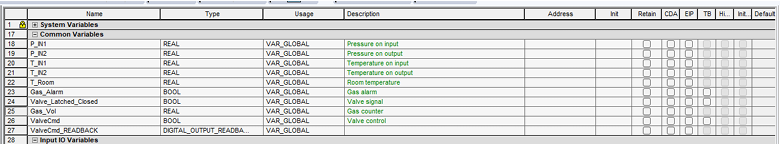 Name Type Usage Description Address Init Retain CDA EIP TB Hi... Init... Default
1 System Variables
17 Common Variables
18 P_IN1 REAL VAR_GLOBAL Pressure on input
19 P_IN2 REAL VAR_GLOBAL Pressure on output
20 T_IN1 REAL VAR_GLOBAL Temperature on input
21 T_IN2 REAL VAR_GLOBAL Temperature on output
22 T_Room REAL VAR_GLOBAL Room temperature
23 Gas_Alarm BOOL VAR_GLOBAL Gas alarm
24 Valve_Latched_Closed BOOL VAR_GLOBAL Valve signal
25 Gas_Vol REAL VAR_GLOBAL Gas counter
26 ValveCmd BOOL VAR_GLOBAL Valve control
27 ValveCmd_READBACK DIGITAL_OUTPUT_READBA... VAR_GLOBAL
28 Input IO Variables